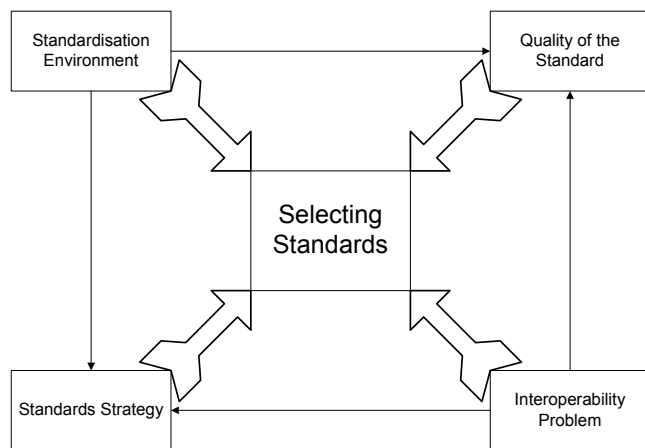 Standardisation
Environment
Quality of the
Standard
Selecting
Standards
Standards Strategy
Interoperability
Problem